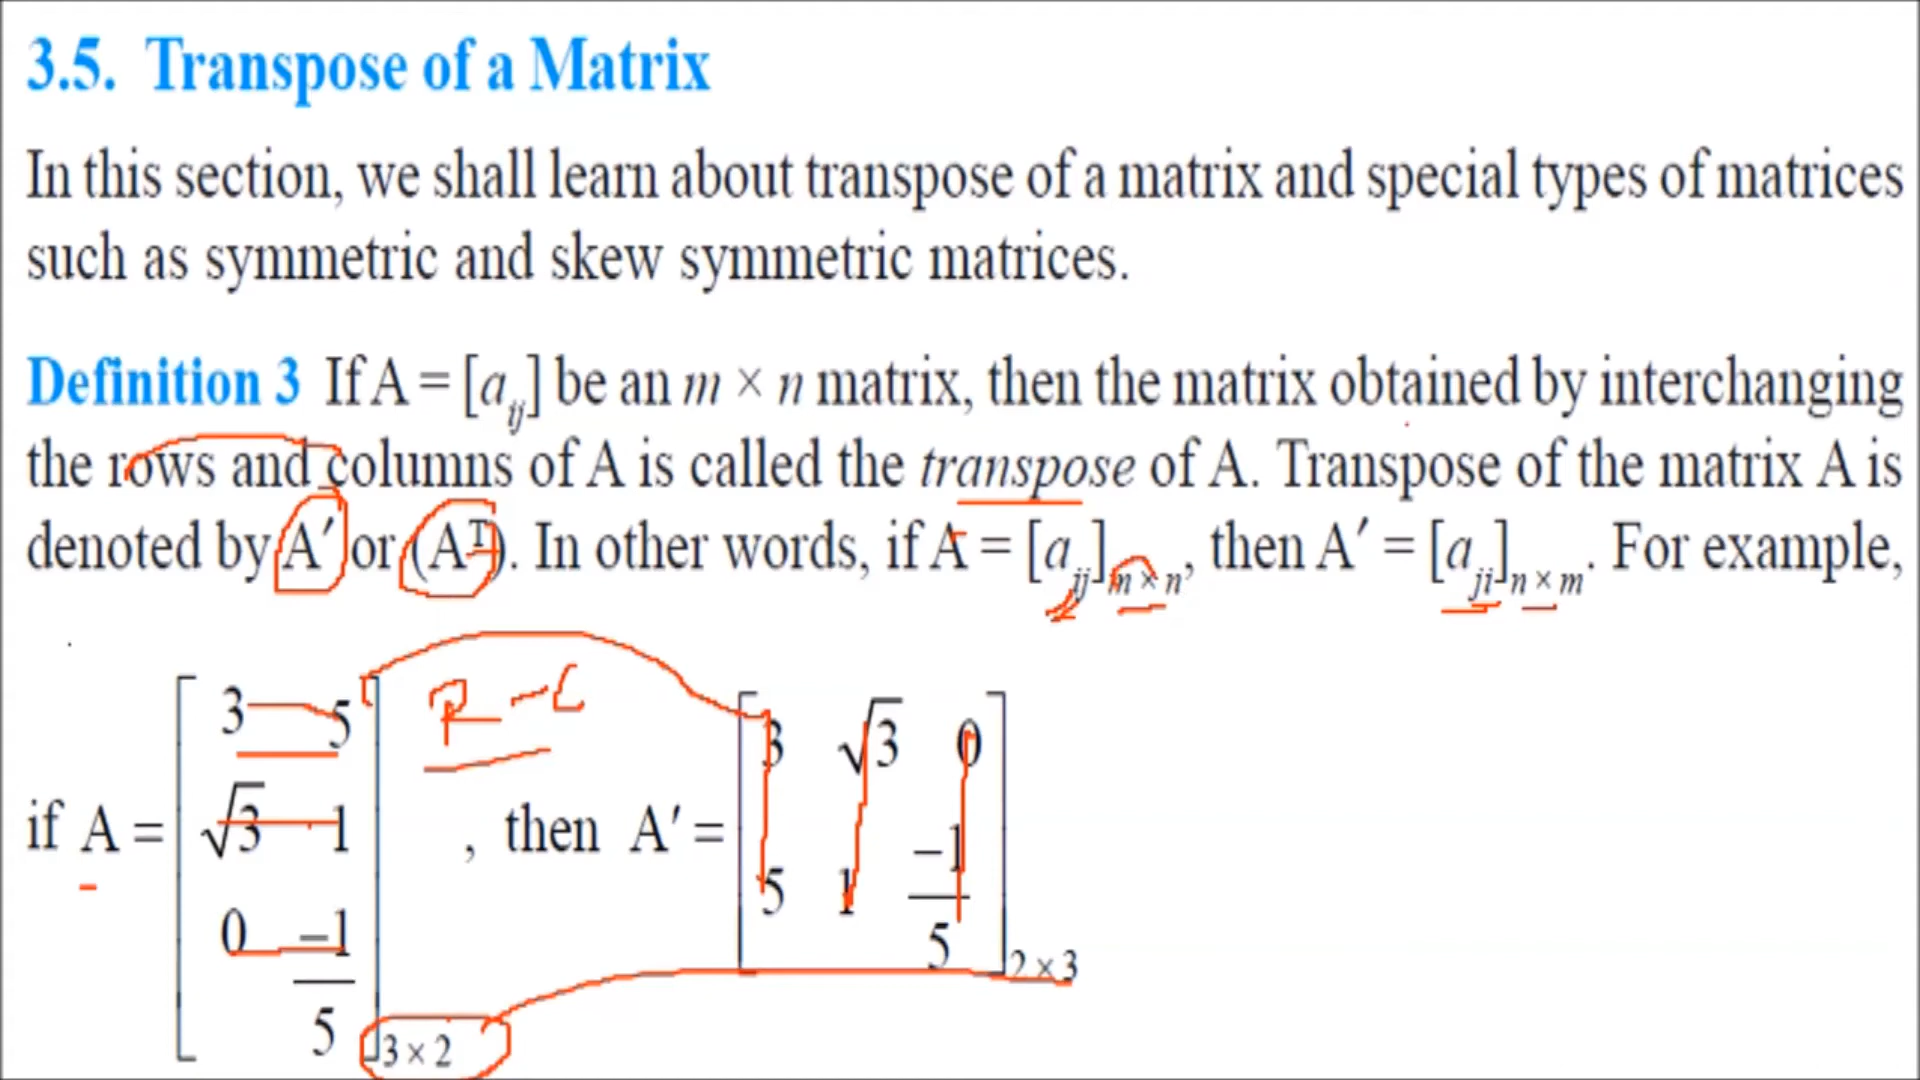 3.5. Transpose of a Matrix
In this section, we shall learn about transpose of a matrix and special types of matrices
such as symmetric and skew symmetric matrices.
Definition 3 If A = [aij] be an m × n matrix, then the matrix obtained by interchanging
the rows and columns of A is called the transpose of A. Transpose of the matrix A is
denoted by A′ or (Aᵀ). In other words, if A = [aij]m × n, then A′ = [aji]n × m. For example,
R – C
3 5
3 √3 0
if A = √3 1 , then A′ =
5 1 –1/5
0 –1/5
2 × 3
3 × 2